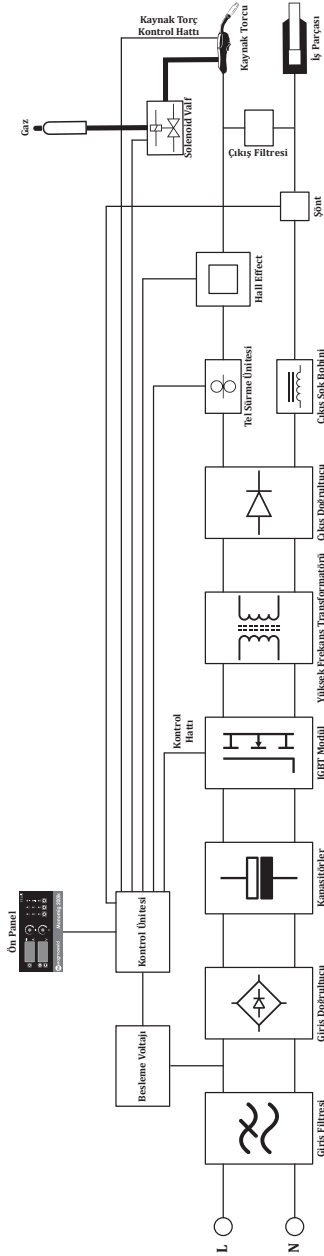 Ön Panel
Gaz
Kaynak Torç
Kontrol Hattı
Solenoid Valf
Kaynak Torcu
İş Parçası
Çıkış Filtresi
Şönt
Hall Effect
Tel Sürme Ünitesi
Çıkış Şok Bobini
Çıkış Doğrultucu
Yüksek Frekans Transformatörü
Kontrol
Hattı
IGBT Modül
Kapasitörler
Kontrol Ünitesi
Besleme Voltajı
Giriş Doğrultucu
Giriş Filtresi
L
N